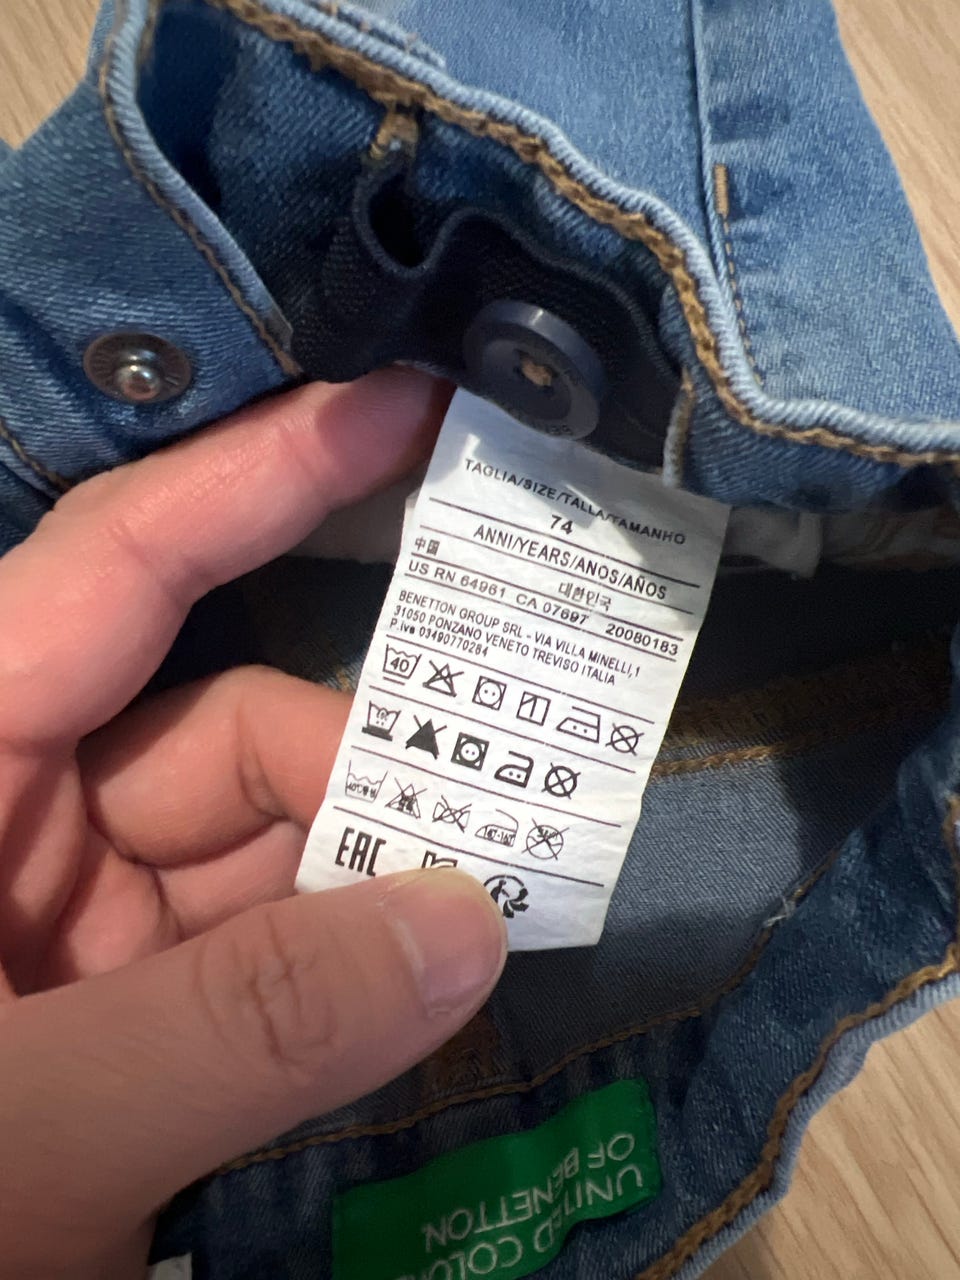 TAGLIA/SIZE/TALLA/TAMANHO
74
ANNI/YEARS/ANOS/AÑOS
中国
대한민국
US RN 64961 CA 07697 20080183
BENETTON GROUP SRL - VIA VILLA MINELLI,1
31050 PONZANO VENETO TREVISO ITALIA
P.iva 03490770264
40
EAC
UNITED COLO
OF BENETTON